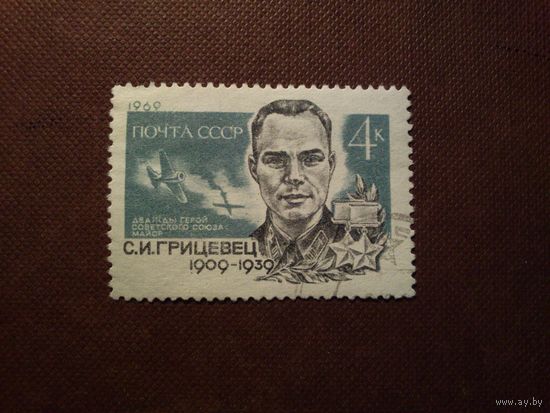 1969
ПОЧТА СССР
4К
ДВАЖДЫ ГЕРОЙ
СОВЕТСКОГО СОЮЗА
МАЙОР
С.И.ГРИЦЕВЕЦ
1909-1939
www.ay.by